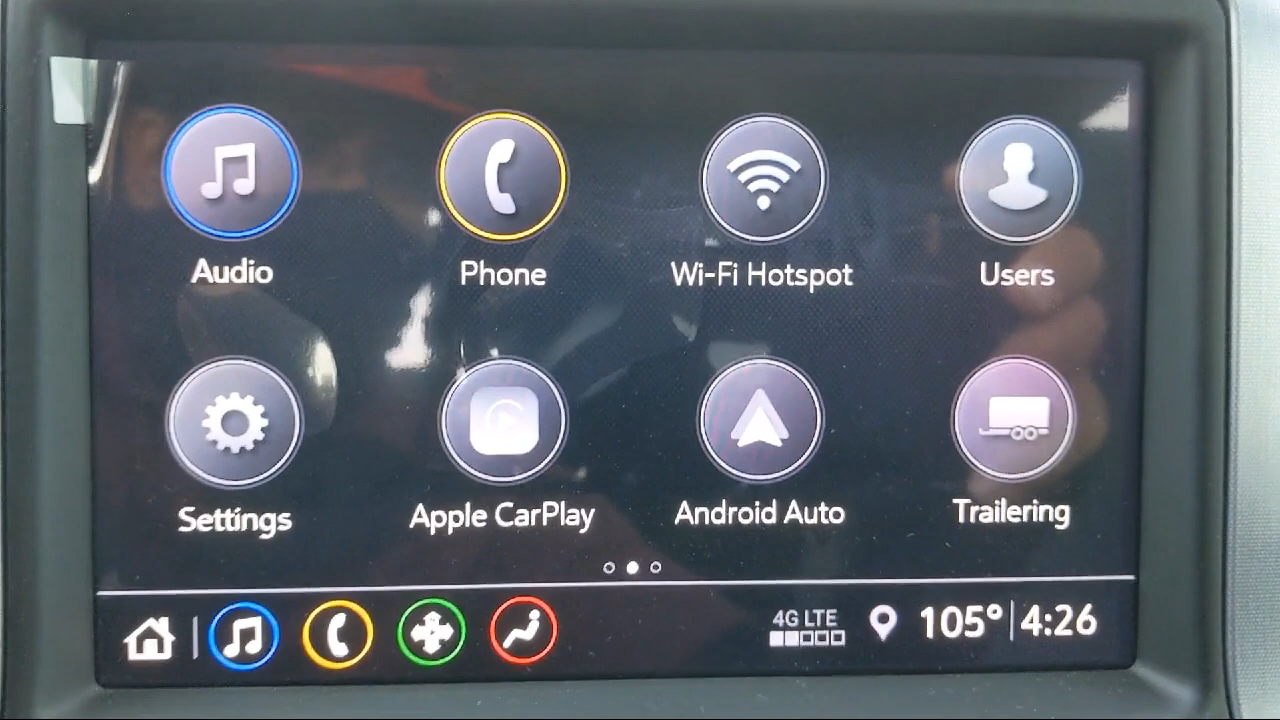 Audio
Phone
Wi-Fi Hotspot
Users
Settings
Apple CarPlay
Android Auto
Trailering
4G LTE
105°
4:26